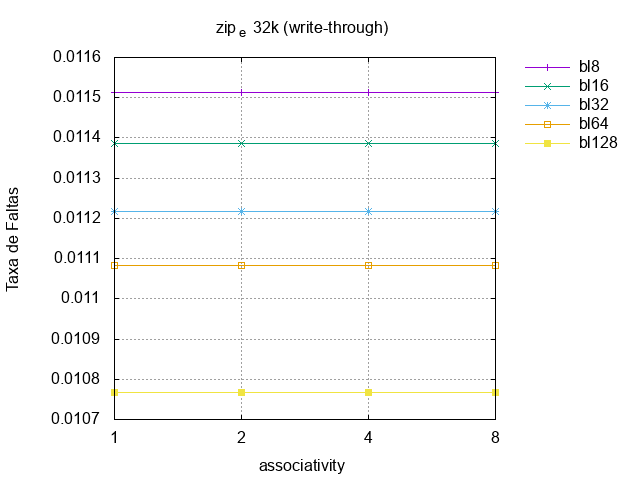 zip e 32k (write-through)
0.0116
0.0115
0.0114
0.0113
0.0112
0.0111
0.011
0.0109
0.0108
0.0107
Taxa de Faltas
1 2 4 8
associativity
bl8
bl16
bl32
bl64
bl128